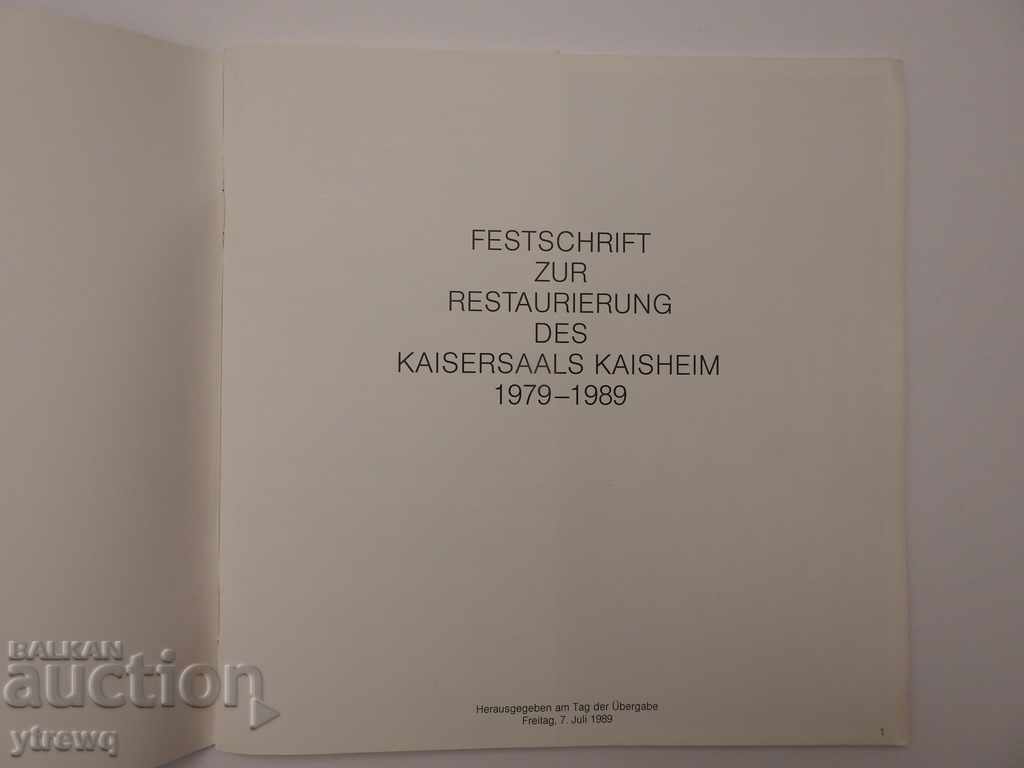 FESTSCHRIFT
ZUR
RESTAURIERUNG
DES
KAISERSAALS KAISHEIM
1979–1989
Herausgegeben am Tag der Übergabe
Freitag, 7. Juli 1989
1
BALKAN
auction
ytrewq